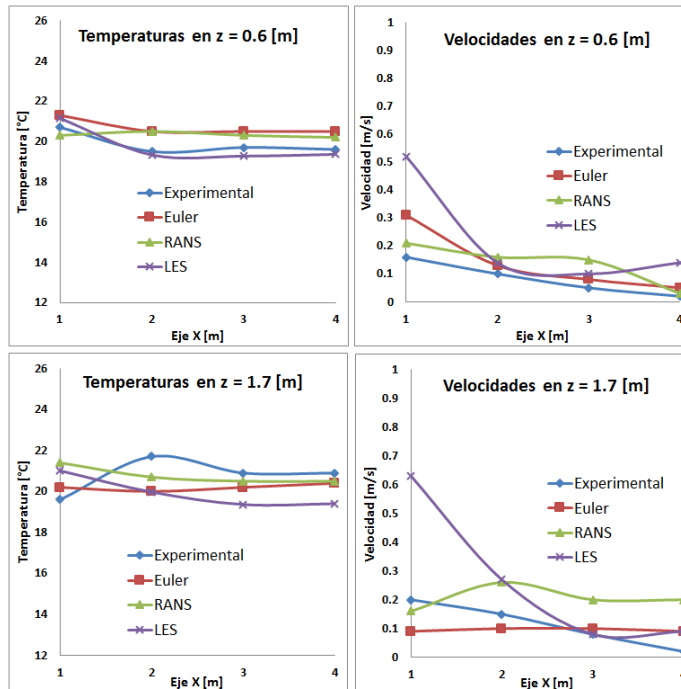 Temperaturas en z = 0.6 [m]
26
24
22
20
18
16
14
12
Temperatura [°C]
Experimental
Euler
RANS
LES
1 2 3 4
Eje X [m]
Velocidades en z = 0.6 [m]
1
0.9
0.8
0.7
0.6
0.5
0.4
0.3
0.2
0.1
0
Velocidad [m/s]
Experimental
Euler
RANS
LES
1 2 3 4
Eje X [m]
Temperaturas en z = 1.7 [m]
26
24
22
20
18
16
14
12
Temperatura [°C]
Experimental
Euler
RANS
LES
1 2 3 4
Eje X [m]
Velocidades en z = 1.7 [m]
1
0.9
0.8
0.7
0.6
0.5
0.4
0.3
0.2
0.1
0
Velocidad [m/s]
Experimental
Euler
RANS
LES
1 2 3 4
Eje X [m]